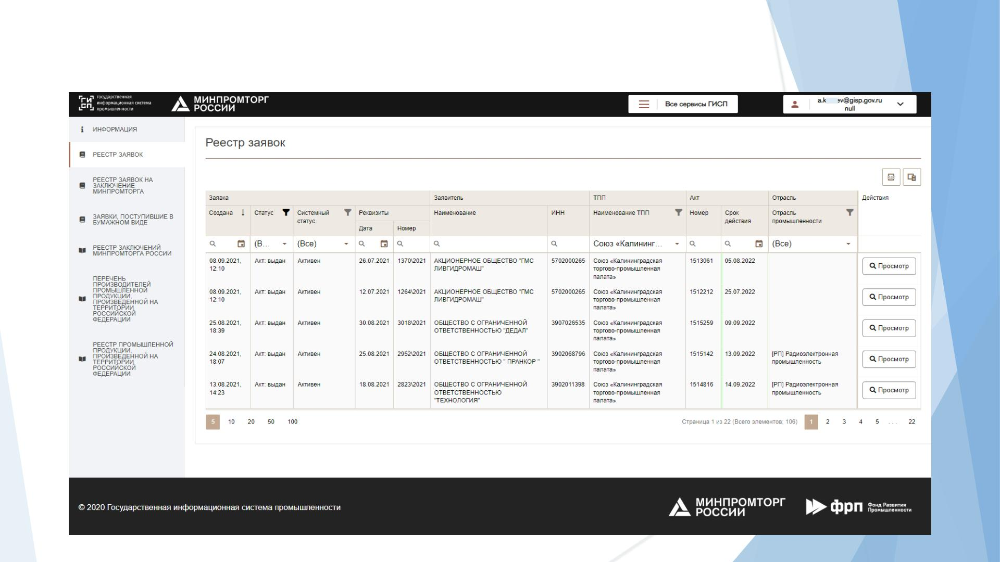 государственная
информационная система
промышленности
МИНПРОМТОРГ
РОССИИ
Все сервисы ГИСП
a.k ev@gisp.gov.ru
null
ИНФОРМАЦИЯ
РЕЕСТР ЗАЯВОК
РЕЕСТР ЗАЯВОК НА
ЗАКЛЮЧЕНИЕ
МИНПРОМТОРГА
ЗАЯВКИ, ПОСТУПИВШИЕ В
БУМАЖНОМ ВИДЕ
РЕЕСТР ЗАКЛЮЧЕНИЙ
МИНПРОМТОРГА РОССИИ
ПЕРЕЧЕНЬ
ПРОИЗВОДИТЕЛЕЙ
ПРОМЫШЛЕННОЙ
ПРОДУКЦИИ,
ПРОИЗВЕДЕННОЙ НА
ТЕРРИТОРИИ
РОССИЙСКОЙ
ФЕДЕРАЦИИ
РЕЕСТР ПРОМЫШЛЕННОЙ
ПРОДУКЦИИ,
ПРОИЗВЕДЕННОЙ НА
ТЕРРИТОРИИ
РОССИЙСКОЙ
ФЕДЕРАЦИИ
Реестр заявок
XLSX
Заявка Заявитель ТПП Акт Отрасль Действия
Создана Статус Системный Реквизиты Наименование ИНН Наименование ТПП Номер Срок Отрасль
статус действия промышленности
Дата Номер
(В... (Все) Союз «Калининг... (Все)
08.09.2021, Акт: выдан Активен 26.07.2021 1370\2021 АКЦИОНЕРНОЕ ОБЩЕСТВО "ГМС 5702000265 Союз «Калининградская 1513061 05.08.2022 Просмотр
12:10 ЛИВГИДРОМАШ" торгово-промышленная
палата»
08.09.2021, Акт: выдан Активен 12.07.2021 1264\2021 АКЦИОНЕРНОЕ ОБЩЕСТВО "ГМС 5702000265 Союз «Калининградская 1512212 25.07.2022 Просмотр
12:10 ЛИВГИДРОМАШ" торгово-промышленная
палата»
25.08.2021, Акт: выдан Активен 30.08.2021 3018\2021 ОБЩЕСТВО С ОГРАНИЧЕННОЙ 3907026535 Союз «Калининградская 1515259 09.09.2022 Просмотр
18:39 ОТВЕТСТВЕННОСТЬЮ "ДЕДАЛ" торгово-промышленная
палата»
24.08.2021, Акт: выдан Активен 25.08.2021 2952\2021 ОБЩЕСТВО С ОГРАНИЧЕННОЙ 3902068796 Союз «Калининградская 1515142 13.09.2022 [РП] Радиоэлектронная Просмотр
18:07 ОТВЕТСТВЕННОСТЬЮ " ПРАНКОР " торгово-промышленная промышленность
палата»
13.08.2021, Акт: выдан Активен 18.08.2021 2823\2021 ОБЩЕСТВО С ОГРАНИЧЕННОЙ 3902011398 Союз «Калининградская 1514816 14.09.2022 [РП] Радиоэлектронная Просмотр
14:23 ОТВЕТСТВЕННОСТЬЮ торгово-промышленная промышленность
"ТЕХНОЛОГИЯ" палата»
5 10 20 50 100 Страница 1 из 22 (Всего элементов: 106) 1 2 3 4 5 ... 22
© 2020 Государственная информационная система промышленности
МИНПРОМТОРГ
РОССИИ
фрп
Фонд Развития
Промышленности